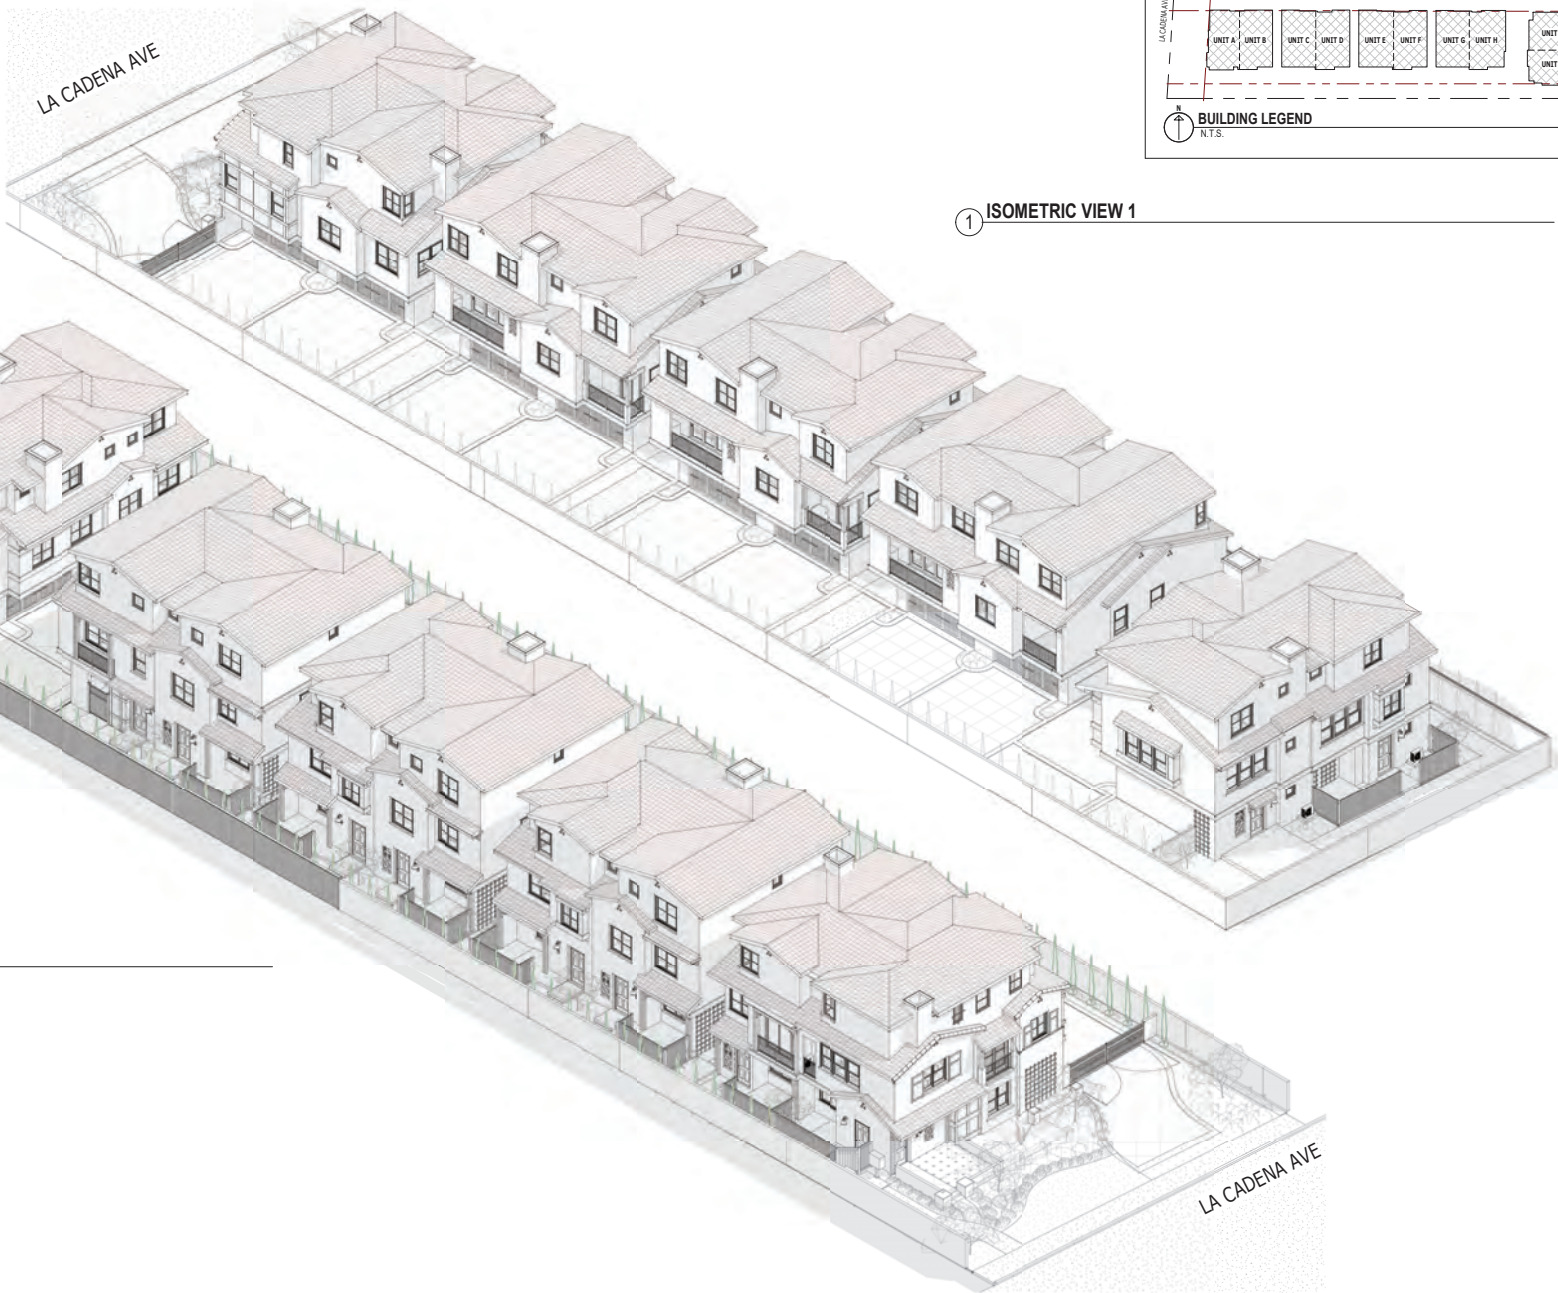 LA CADENA AVE
UNIT A
UNIT B
UNIT C
UNIT D
UNIT E
UNIT F
UNIT G
UNIT H
UNIT
UNIT
N
BUILDING LEGEND
N.T.S.
1 ISOMETRIC VIEW 1
LA CADENA AVE
LA CADENA AVE